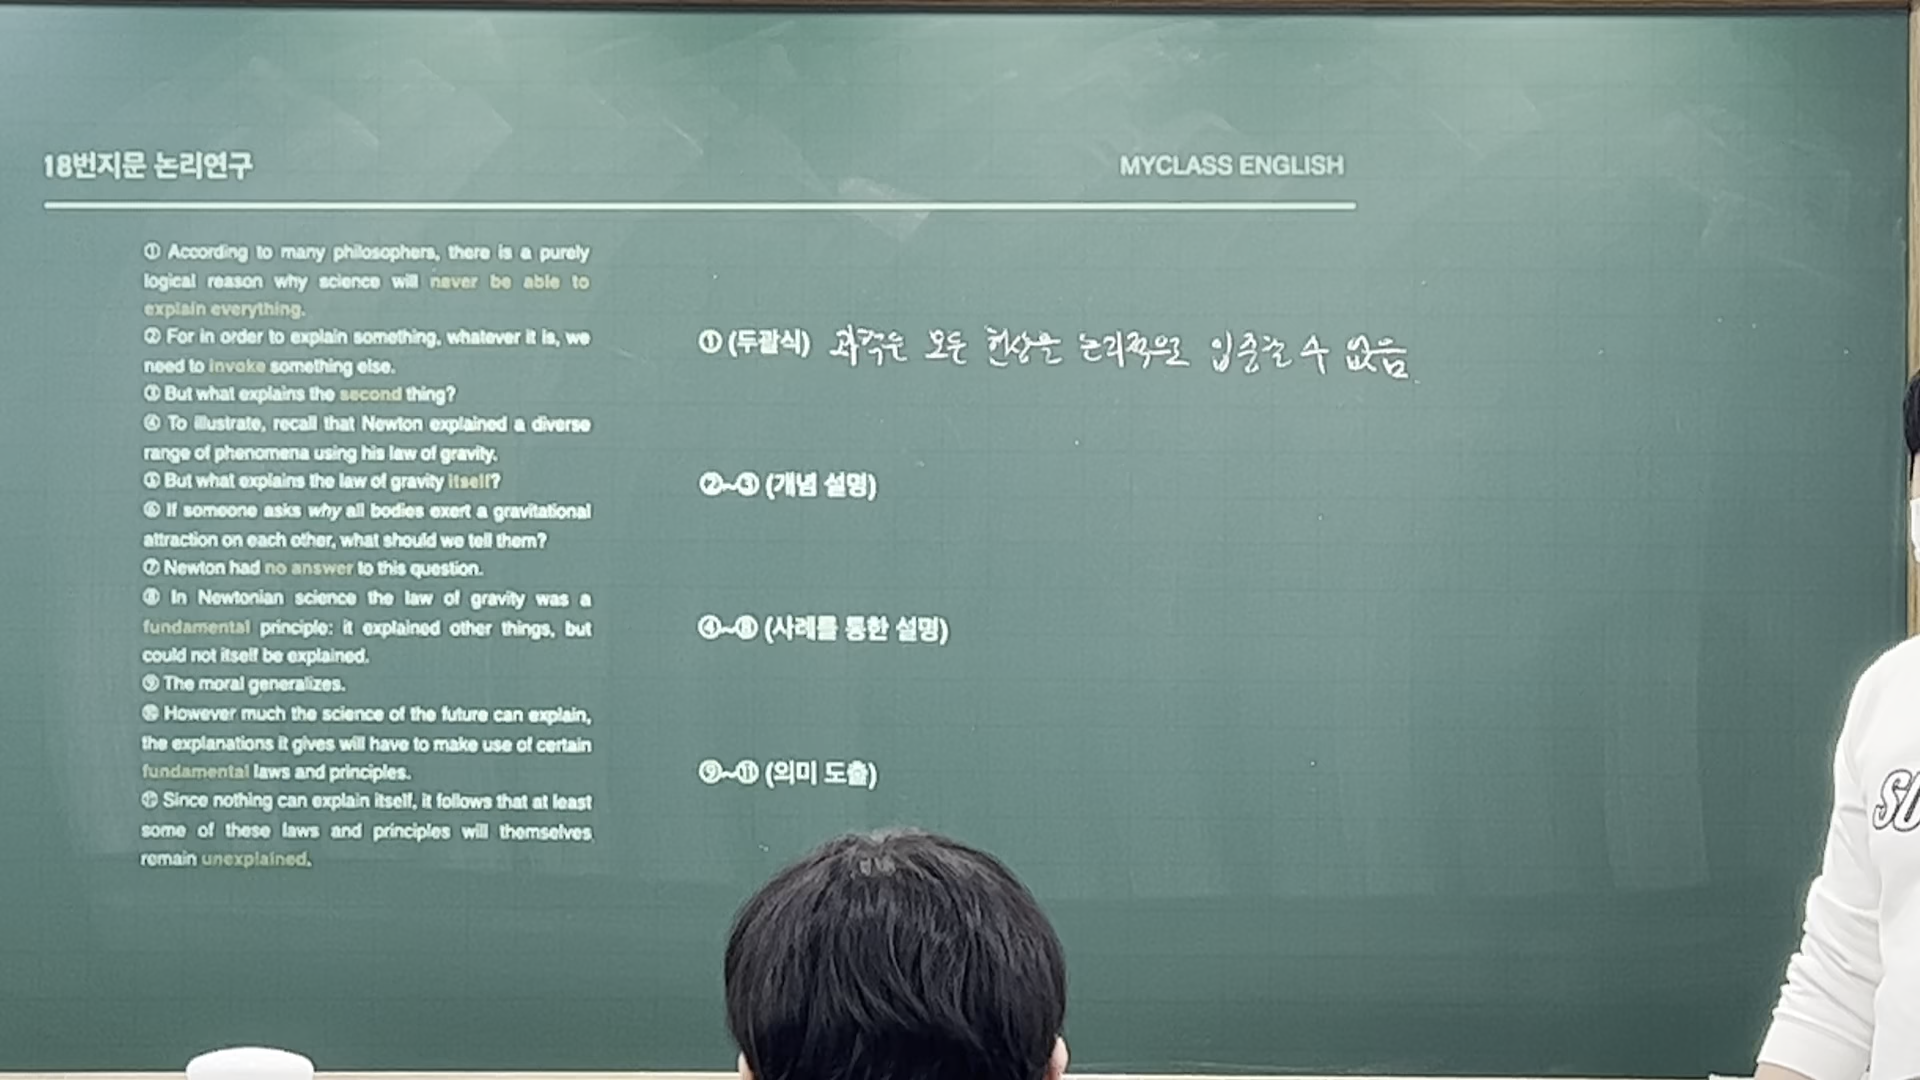 18번지문 논리연구
MYCLASS ENGLISH
① According to many philosophers, there is a purely
logical reason why science will never be able to
explain everything.
② For in order to explain something, whatever it is, we
need to invoke something else.
③ But what explains the second thing?
④ To illustrate, recall that Newton explained a diverse
range of phenomena using his law of gravity.
⑤ But what explains the law of gravity itself?
⑥ If someone asks why all bodies exert a gravitational
attraction on each other, what should we tell them?
⑦ Newton had no answer to this question.
⑧ In Newtonian science the law of gravity was a
fundamental principle: it explained other things, but
could not itself be explained.
⑨ The moral generalizes.
⑩ However much the science of the future can explain,
the explanations it gives will have to make use of certain
fundamental laws and principles.
⑪ Since nothing can explain itself, it follows that at least
some of these laws and principles will themselves
remain unexplained.
① (두괄식) 과학은 모든 현상을 논리적으로 입증할 수 없음
②~③ (개념 설명)
④~⑧ (사례를 통한 설명)
⑨~⑪ (의미 도출)